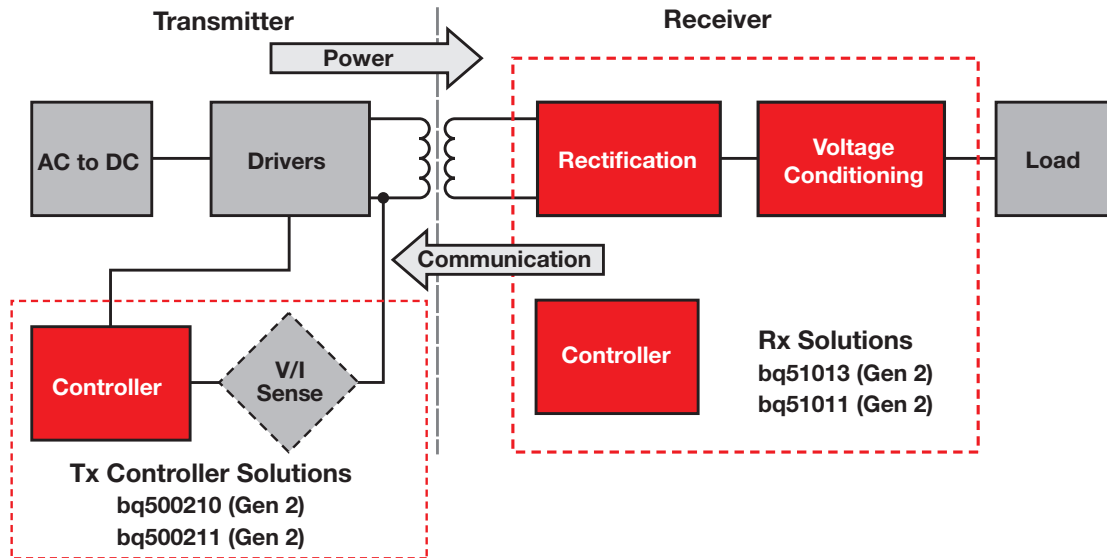 Transmitter
Receiver
Power
AC to DC
Drivers
Rectification
Voltage
Conditioning
Load
Communication
Controller
V/I
Sense
Controller
Rx Solutions
bq51013 (Gen 2)
bq51011 (Gen 2)
Tx Controller Solutions
bq500210 (Gen 2)
bq500211 (Gen 2)